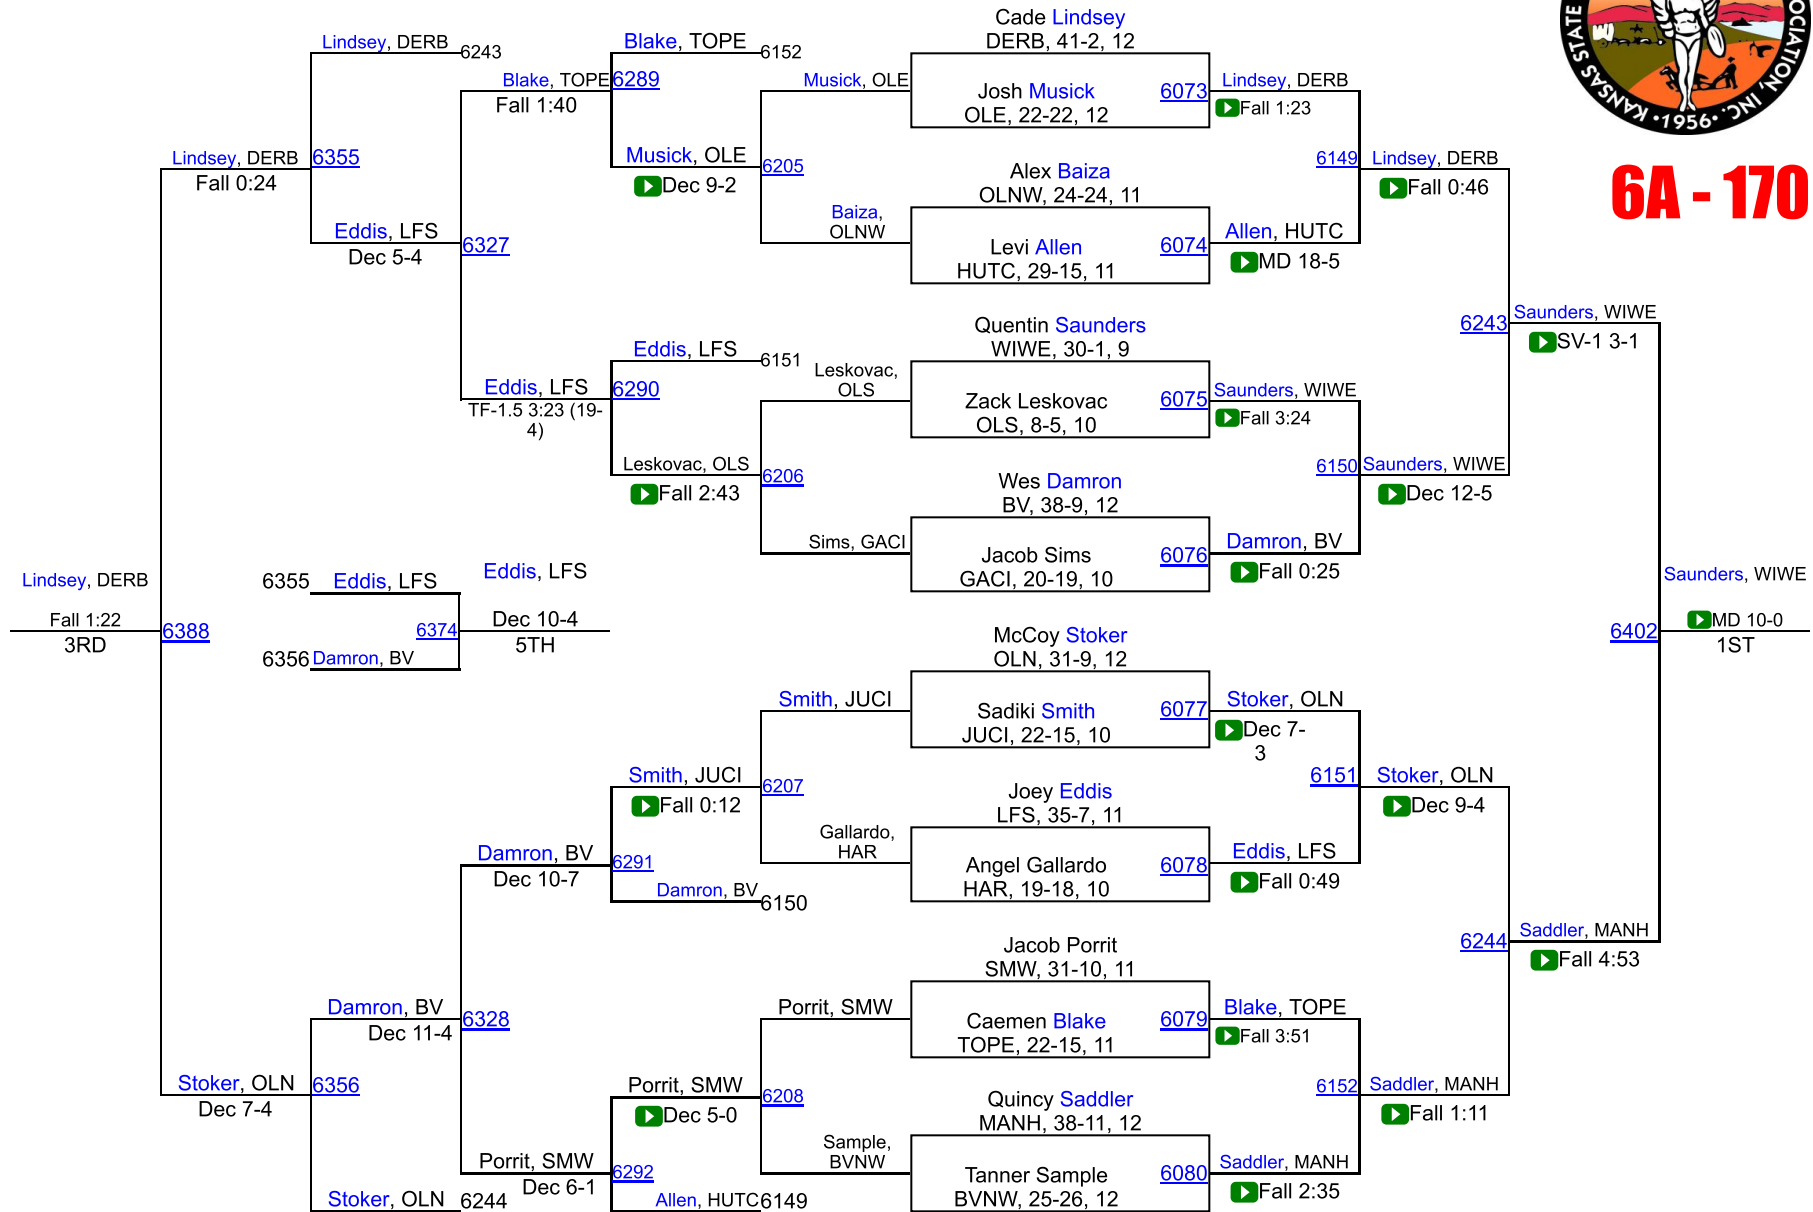 Cade Lindsey
DERB, 41-2, 12
Josh Musick
OLE, 22-22, 12
6073
Alex Baiza
OLNW, 24-24, 11
Levi Allen
HUTC, 29-15, 11
6074
Quentin Saunders
WIWE, 30-1, 9
Zack Leskovac
OLS, 8-5, 10
6075
Wes Damron
BV, 38-9, 12
Jacob Sims
GACI, 20-19, 10
6076
McCoy Stoker
OLN, 31-9, 12
Sadiki Smith
JUCI, 22-15, 10
6077
Joey Eddis
LFS, 35-7, 11
Angel Gallardo
HAR, 19-18, 10
6078
Jacob Porrit
SMW, 31-10, 11
Caemen Blake
TOPE, 22-15, 11
6079
Quincy Saddler
MANH, 38-11, 12
Tanner Sample
BVNW, 25-26, 12
6080
Lindsey, DERB
Fall 1:23
Allen, HUTC
MD 18-5
Saunders, WIWE
Fall 3:24
Damron, BV
Fall 0:25
Stoker, OLN
Dec 7-
3
Eddis, LFS
Fall 0:49
Blake, TOPE
Fall 3:51
Saddler, MANH
Fall 2:35
6149
Lindsey, DERB
Fall 0:46
6150
Saunders, WIWE
Dec 12-5
6151
Stoker, OLN
Dec 9-4
6152
Saddler, MANH
Fall 1:11
6243
Saunders, WIWE
SV-1 3-1
6244
Saddler, MANH
Fall 4:53
6402
Saunders, WIWE
MD 10-0
1ST
KANSAS STATE
OCIATION, INC.
•1956•
6A - 170
Musick, OLE
Baiza,
OLNW
6205
Leskovac,
OLS
Sims, GACI
6206
Smith, JUCI
Gallardo,
HAR
6207
Porrit, SMW
Sample,
BVNW
6208
Blake, TOPE
6152
6289
Musick, OLE
Dec 9-2
Eddis, LFS
6151
6290
Leskovac, OLS
Fall 2:43
Smith, JUCI
Fall 0:12
6291
Damron, BV
6150
Porrit, SMW
Dec 5-0
6292
Allen, HUTC
6149
Blake, TOPE
Fall 1:40
6327
Eddis, LFS
TF-1.5 3:23 (19-
4)
Damron, BV
Dec 10-7
6328
Porrit, SMW
Dec 6-1
Lindsey, DERB
6243
6355
Eddis, LFS
Dec 5-4
Damron, BV
Dec 11-4
6356
Stoker, OLN
6244
Lindsey, DERB
Fall 0:24
Stoker, OLN
Dec 7-4
6388
Lindsey, DERB
Fall 1:22
3RD
6355
Eddis, LFS
6356
Damron, BV
6374
Eddis, LFS
Dec 10-4
5TH